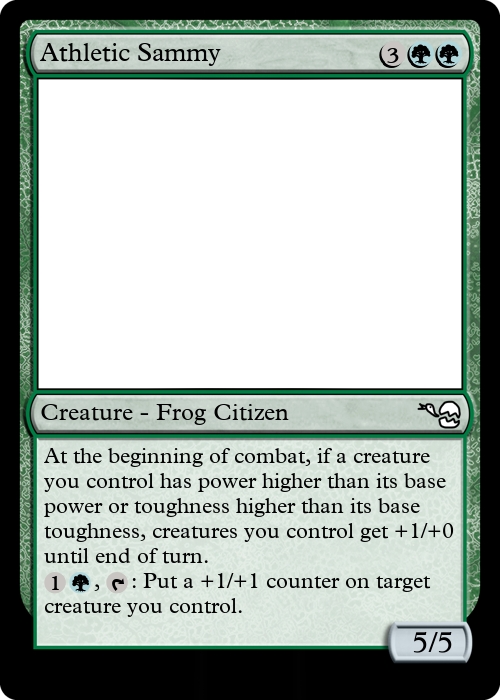 Athletic Sammy 3
Creature - Frog Citizen
At the beginning of combat, if a creature
you control has power higher than its base
power or toughness higher than its base
toughness, creatures you control get +1/+0
until end of turn.
1 , : Put a +1/+1 counter on target
creature you control.
5/5